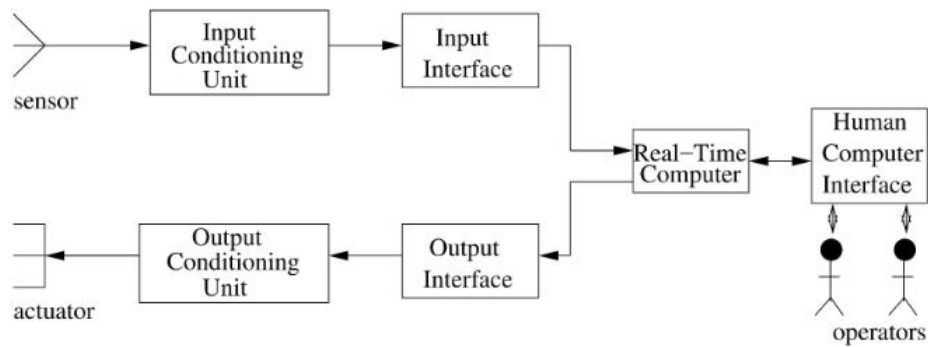 Input
Conditioning
Unit
Input
Interface
sensor
Real-Time
Computer
Human
Computer
Interface
Output
Conditioning
Unit
Output
Interface
actuator
operators